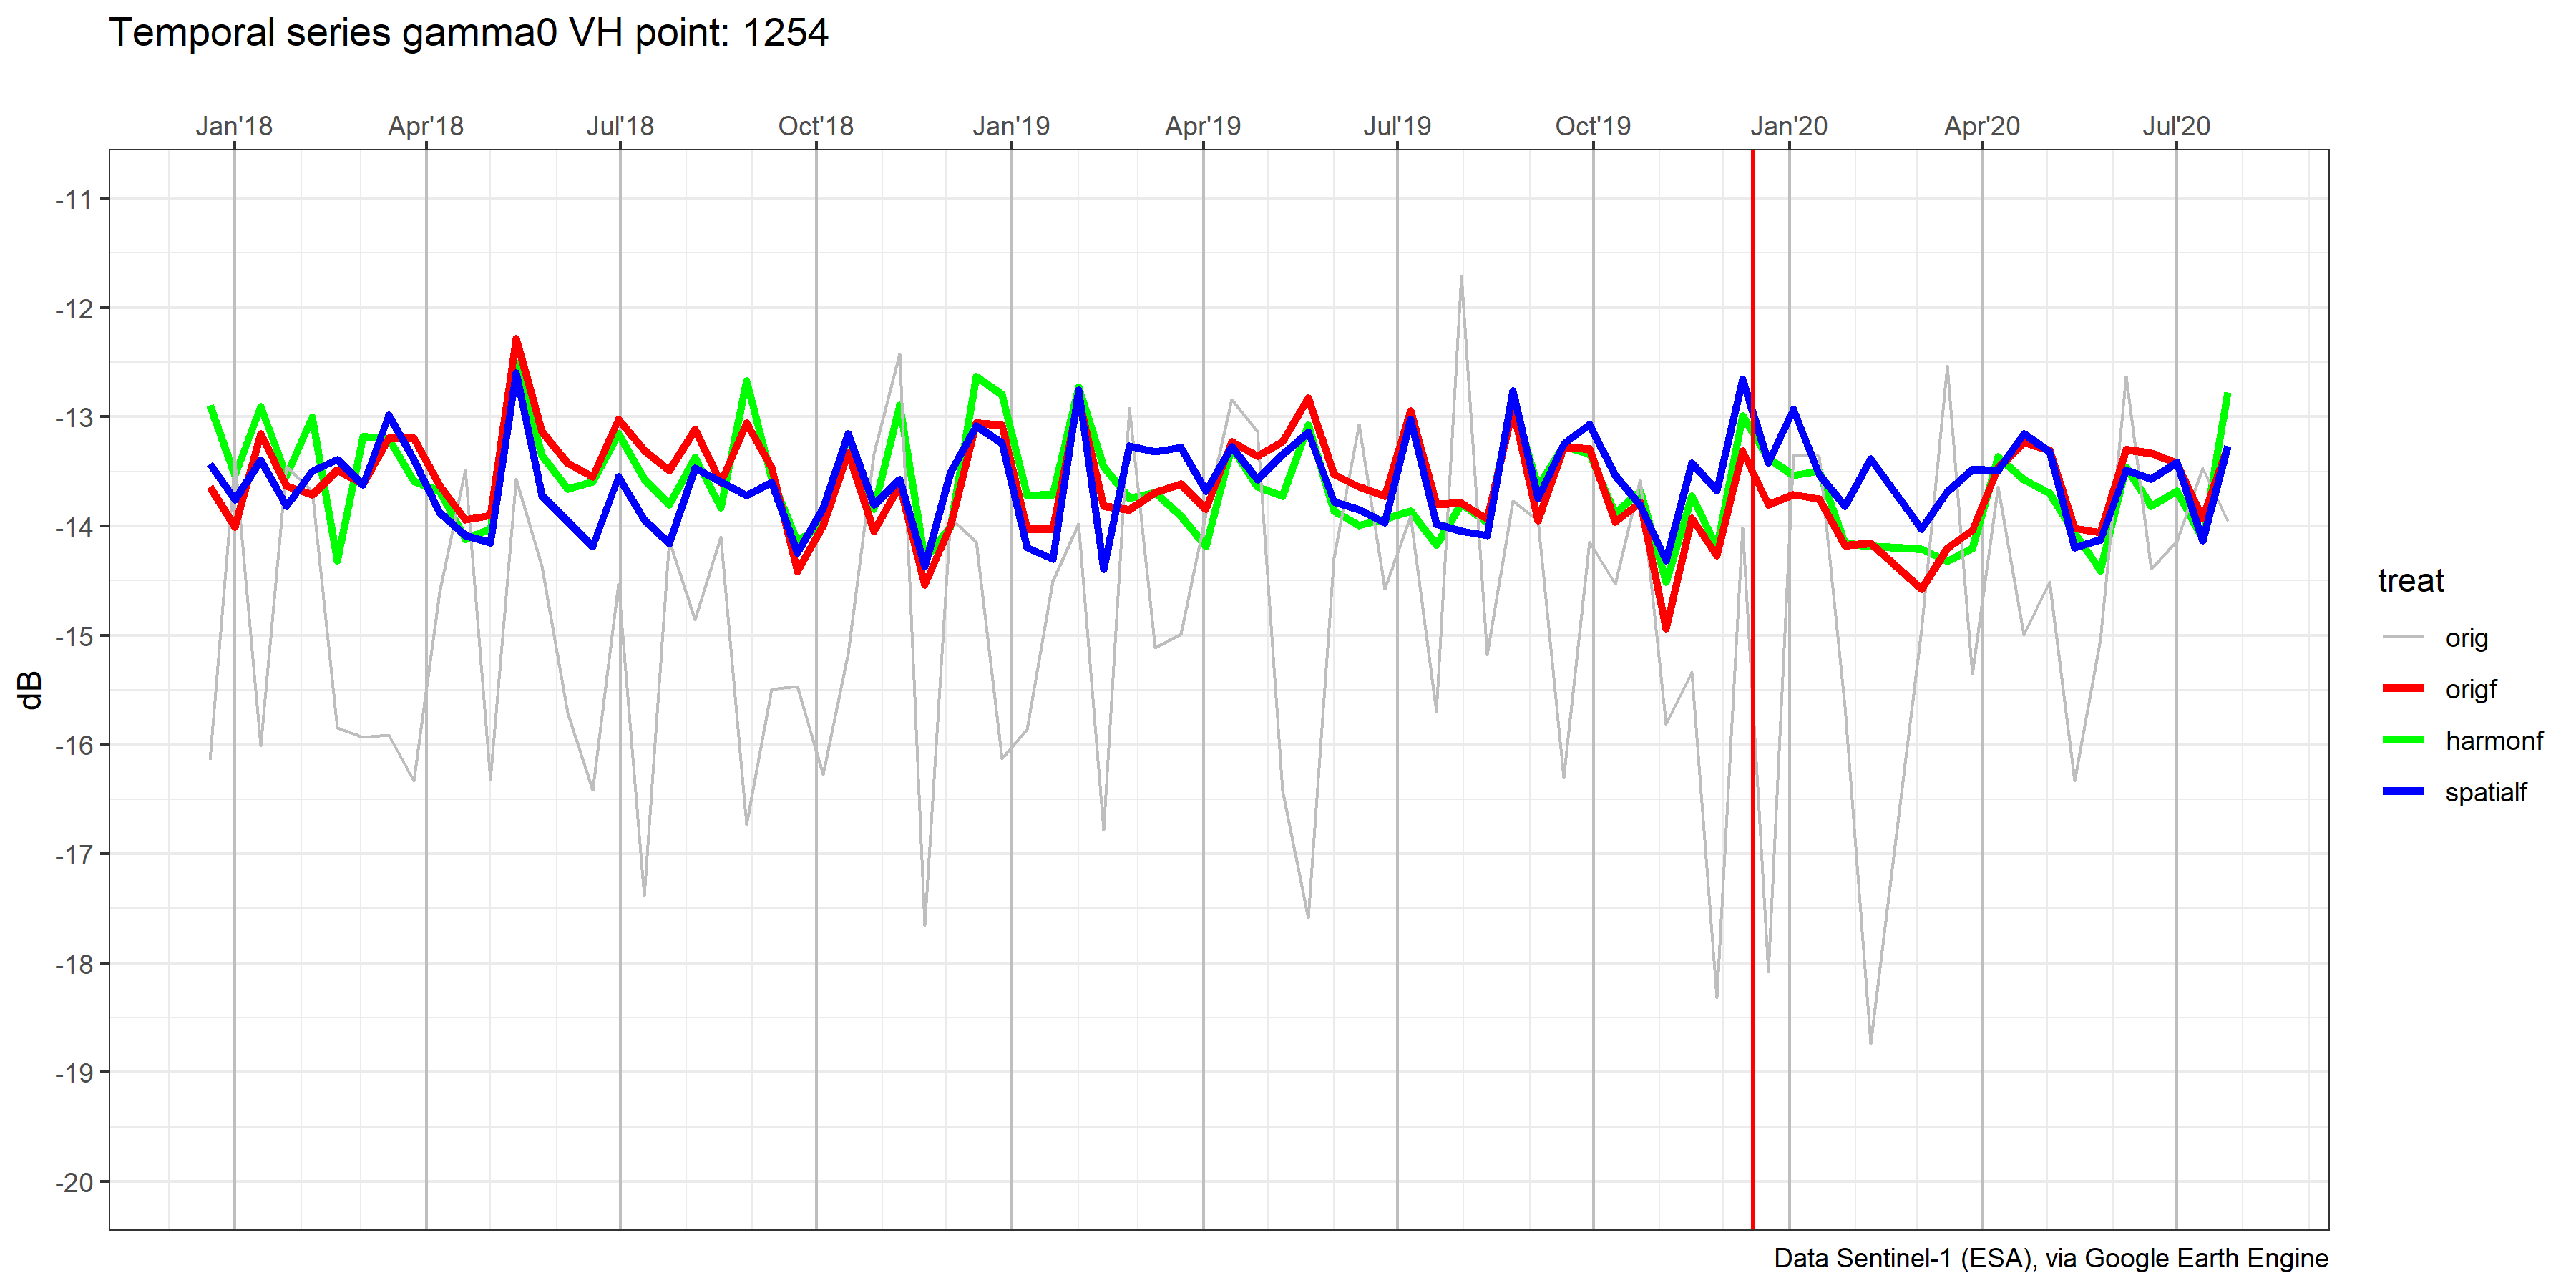 Temporal series gamma0 VH point: 1254
Jan'18 Apr'18 Jul'18 Oct'18 Jan'19 Apr'19 Jul'19 Oct'19 Jan'20 Apr'20 Jul'20
-11
-12
-13
-14
-15
-16
-17
-18
-19
-20
dB
treat
orig
origf
harmonf
spatialf
Data Sentinel-1 (ESA), via Google Earth Engine